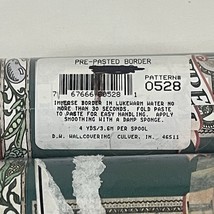 PRE-PASTED BORDER
PATTERN#
0528
7 67666 00528 1
IMMERSE BORDER IN LUKEWARM WATER NO
MORE THAN 30 SECONDS. FOLD PASTE
TO PASTE FOR EASY HANDLING. APPLY
SMOOTHING WITH A DAMP SPONGE.
4 YDS/3.6M PER SPOOL
D.W. WALLCOVERING CULVER, IN. 46511